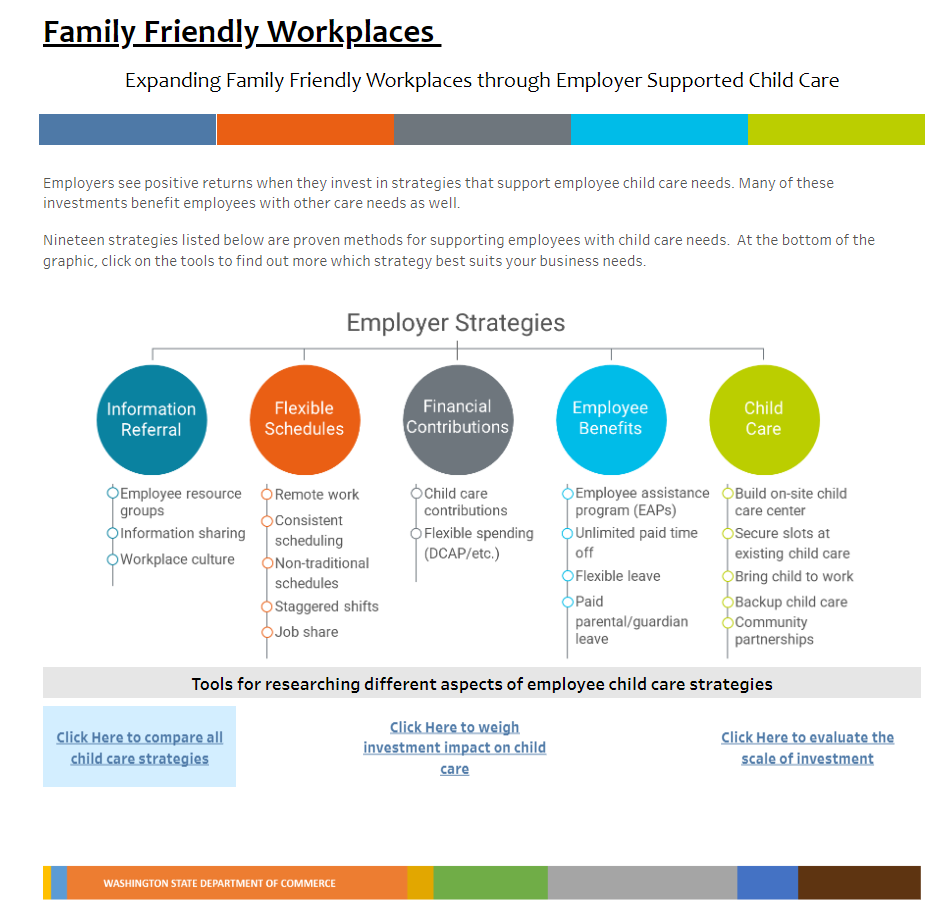 Family Friendly Workplaces
Expanding Family Friendly Workplaces through Employer Supported Child Care
Employers see positive returns when they invest in strategies that support employee child care needs. Many of these
investments benefit employees with other care needs as well.
Nineteen strategies listed below are proven methods for supporting employees with child care needs.  At the bottom of the
graphic, click on the tools to find out more which strategy best suits your business needs.
Employer Strategies
Information
Referral
Employee resource
groups
Information sharing
Workplace culture
Flexible
Schedules
Remote work
Consistent
scheduling
Non-traditional
schedules
Staggered shifts
Job share
Financial
Contributions
Child care
contributions
Flexible spending
(DCAP/etc.)
Employee
Benefits
Employee assistance
program (EAPs)
Unlimited paid time
off
Flexible leave
Paid
parental/guardian
leave
Child
Care
Build on-site child
care center
Secure slots at
existing child care
Bring child to work
Backup child care
Community
partnerships
Tools for researching different aspects of employee child care strategies
Click Here to compare all
child care strategies
Click Here to weigh
investment impact on child
care
Click Here to evaluate the
scale of investment
WASHINGTON STATE DEPARTMENT OF COMMERCE